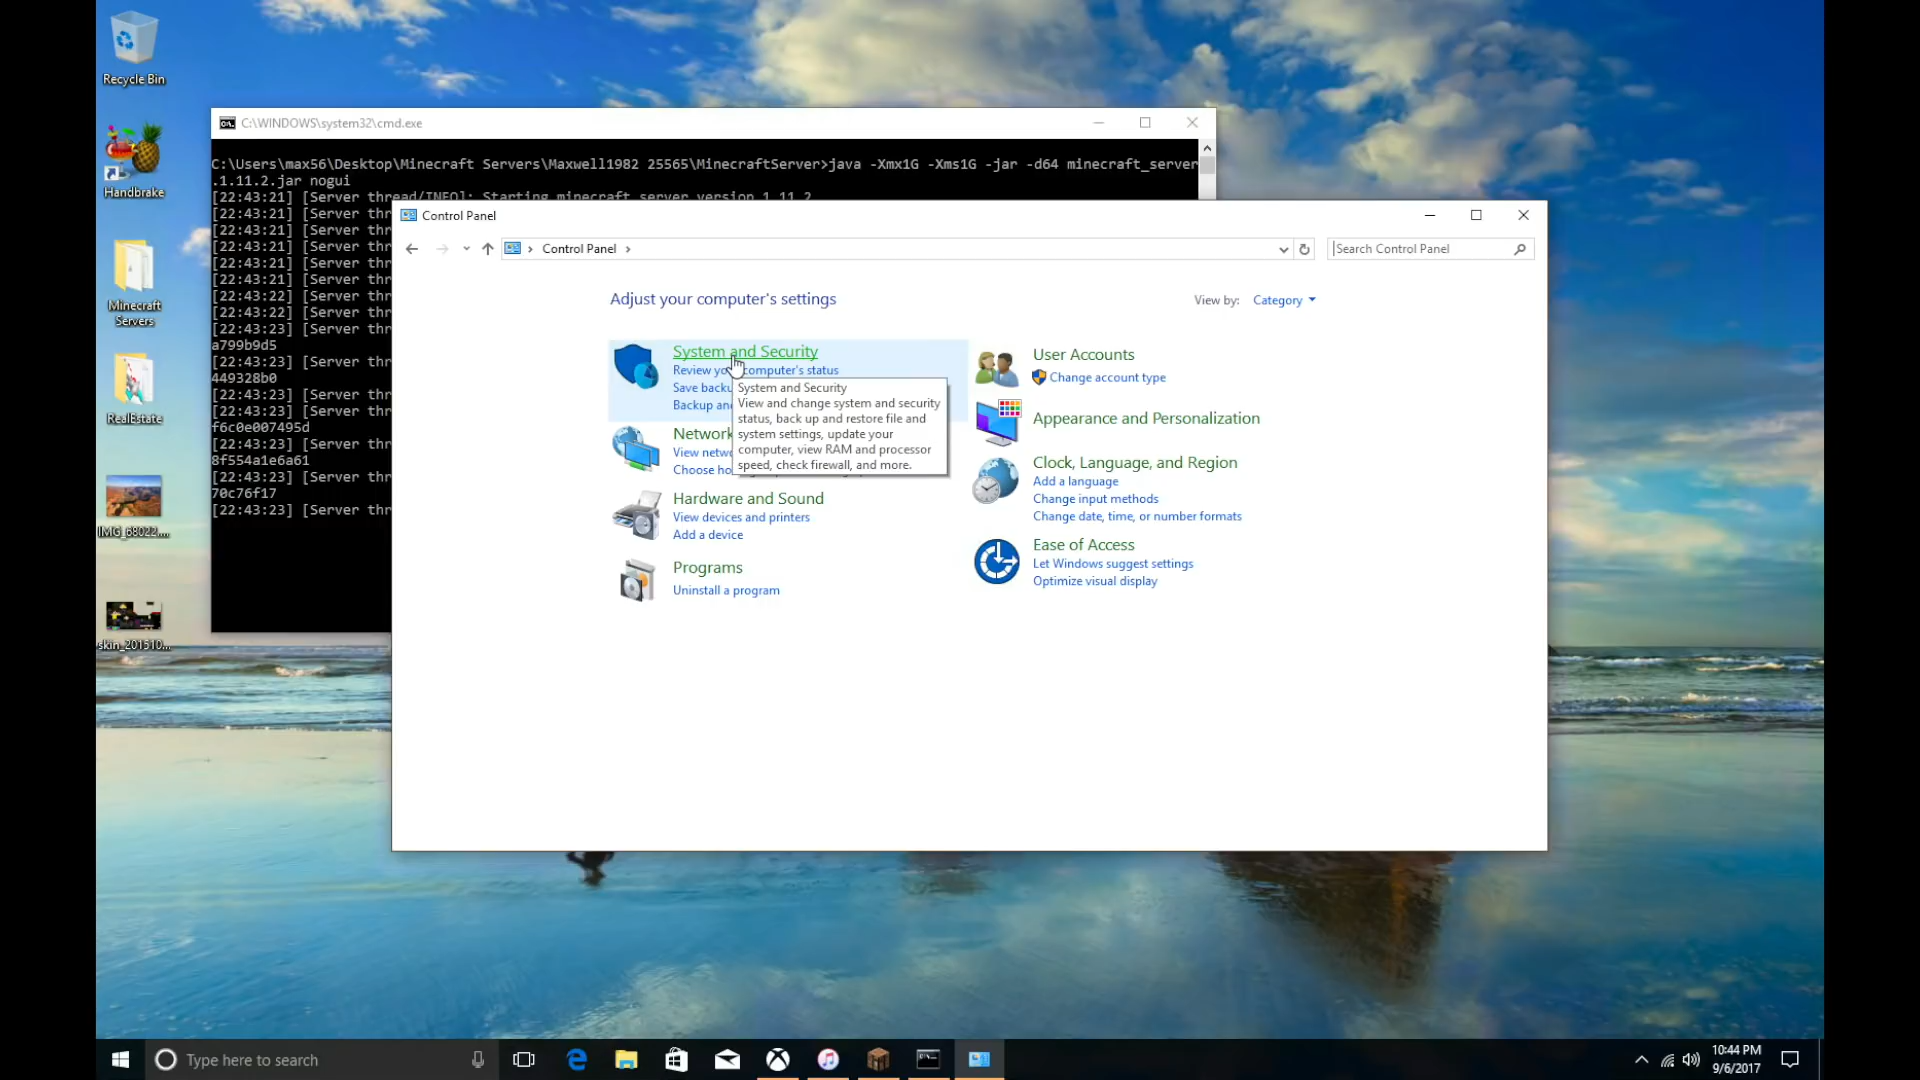 Recycle Bin
Handbrake
Minecraft
Servers
RealEstate
IMG_68022....
skin_201510...
C:\WINDOWS\system32\cmd.exe
C:\Users\max56\Desktop\Minecraft Servers\Maxwell1982 25565\MinecraftServer>java -Xmx1G -Xms1G -jar -d64 minecraft_server
.1.11.2.jar nogui
[22:43:21] [Server thread/INFO]: Starting minecraft server version 1.11.2
[22:43:21] [Server thr
[22:43:21] [Server thr
[22:43:21] [Server thr
[22:43:21] [Server thr
[22:43:21] [Server thr
[22:43:22] [Server thr
[22:43:22] [Server thr
[22:43:23] [Server thr
a799b9d5
[22:43:23] [Server thr
449328b0
[22:43:23] [Server thr
[22:43:23] [Server thr
f6c0e007495d
[22:43:23] [Server thr
8f554a1e6a61
[22:43:23] [Server thr
70c76f17
[22:43:23] [Server thr
Control Panel
Control Panel
Search Control Panel
Adjust your computer's settings
View by: Category
System and Security
Review yo computer's status
Save backu
Backup an
System and Security
View and change system and security
status, back up and restore file and
system settings, update your
computer, view RAM and processor
speed, check firewall, and more.
Network
View netw
Choose ho
Hardware and Sound
View devices and printers
Add a device
Programs
Uninstall a program
User Accounts
Change account type
Appearance and Personalization
Clock, Language, and Region
Add a language
Change input methods
Change date, time, or number formats
Ease of Access
Let Windows suggest settings
Optimize visual display
Type here to search
10:44 PM
9/6/2017